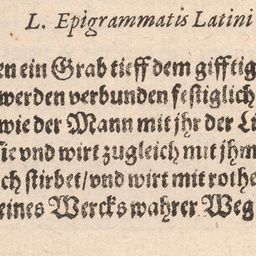 L. Epigrammatis Latini
en ein Grab tieff dem gifftig
werden verbunden festiglich
wie der Mann mit jhr der Li
ie vnd wirt zugleich mit jhm
ch stirbet/vnd wirt mit rothe
eines Wercks wahrer Weg